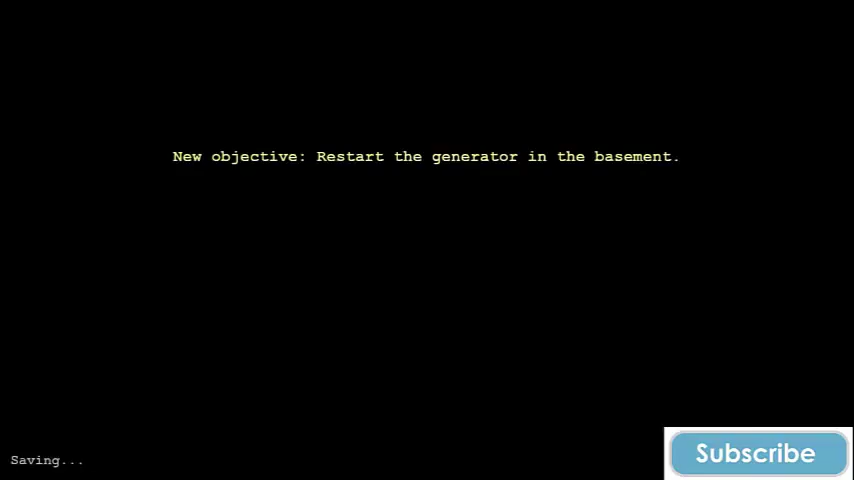 New objective: Restart the generator in the basement.
Saving...
Subscribe